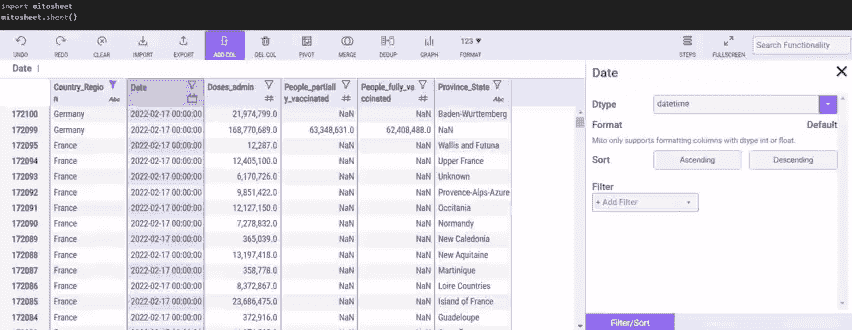 import mitosheet
mitosheet.sheet()
UNDO REDO CLEAR IMPORT EXPORT ADD COL DEL COL PIVOT MERGE DEDUP GRAPH 123 FORMAT STEPS FULLSCREEN Search Functionality
Date
Country_Region Abc Date Doses_admin # People_partially_vaccinated # People_fully_vaccinated # Province_State Abc
172100 Germany 2022-02-17 00:00:00 21,974,799.0 NaN NaN Baden-Wurttemberg
172099 Germany 2022-02-17 00:00:00 168,770,689.0 63,348,631.0 62,408,488.0 NaN
172095 France 2022-02-17 00:00:00 12,287.0 NaN NaN Wallis and Futuna
172094 France 2022-02-17 00:00:00 12,405,100.0 NaN NaN Upper France
172093 France 2022-02-17 00:00:00 6,170,726.0 NaN NaN Unknown
172092 France 2022-02-17 00:00:00 9,851,422.0 NaN NaN Provence-Alps-Azure
172091 France 2022-02-17 00:00:00 12,127,150.0 NaN NaN Occitania
172090 France 2022-02-17 00:00:00 7,278,832.0 NaN NaN Normandy
172089 France 2022-02-17 00:00:00 365,039.0 NaN NaN New Caledonia
172088 France 2022-02-17 00:00:00 13,197,418.0 NaN NaN New Aquitaine
172087 France 2022-02-17 00:00:00 358,778.0 NaN NaN Martinique
172086 France 2022-02-17 00:00:00 8,372,867.0 NaN NaN Loire Countries
172085 France 2022-02-17 00:00:00 23,686,475.0 NaN NaN Island of France
172084 France 2022-02-17 00:00:00 372,916.0 NaN NaN Guadeloupe
Date
Dtype datetime
Format Default
Mito only supports formatting columns with dtype int or float.
Sort Ascending Descending
Filter
+ Add Filter
Filter/Sort